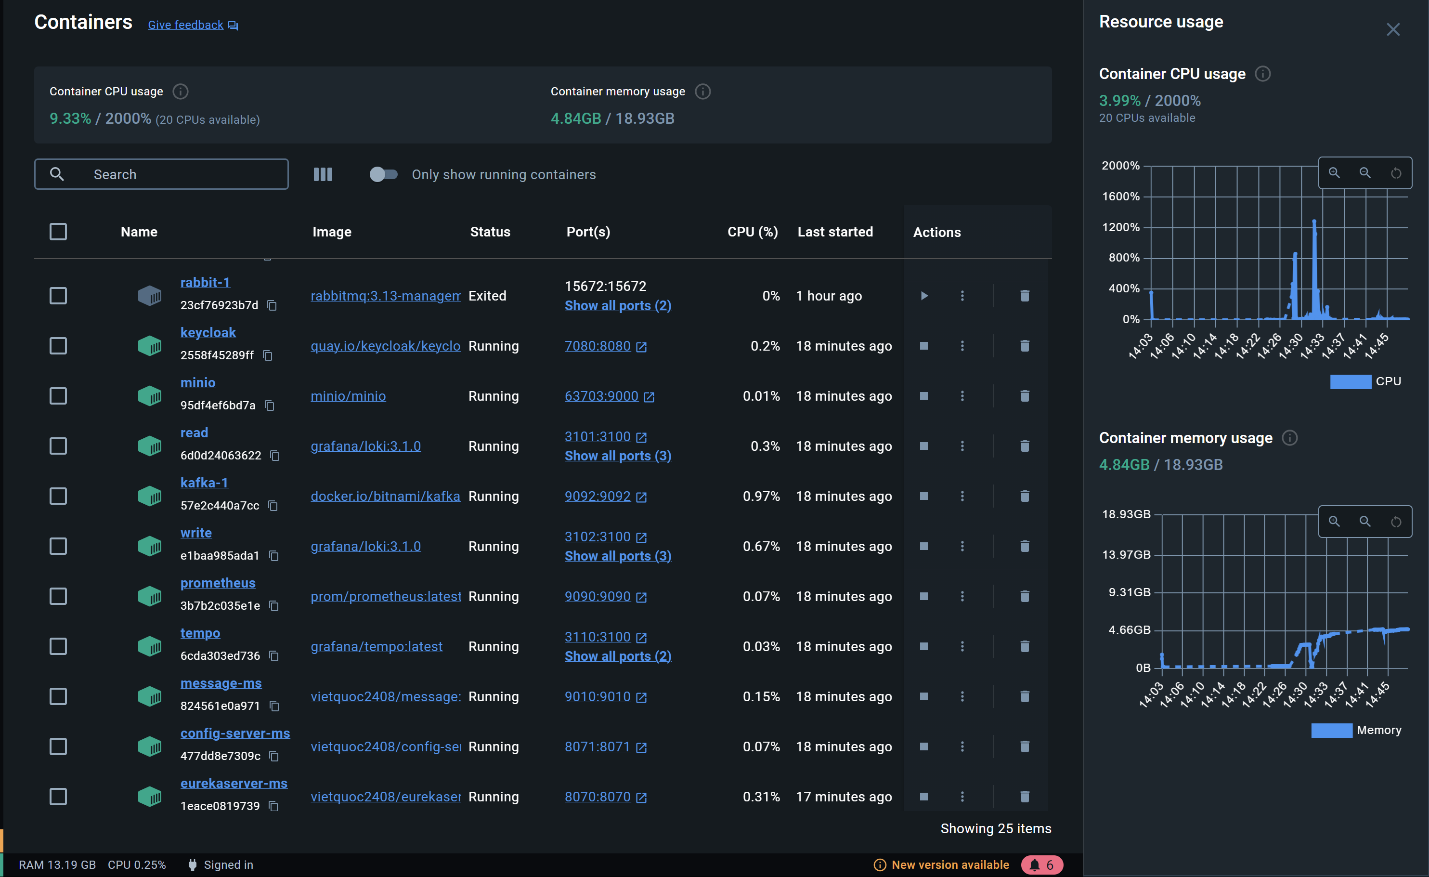 Containers
Give feedback
Container CPU usage
9.33% / 2000% (20 CPUs available)
Container memory usage
4.84GB / 18.93GB
Search
Only show running containers
Name Image Status Port(s) CPU (%) Last started Actions
rabbit-1
23cf76923b7d
rabbitmq:3.13-managem Exited
15672:15672
Show all ports (2)
0% 1 hour ago
keycloak
2558f45289ff
quay.io/keycloak/keyclo Running 7080:8080 0.2% 18 minutes ago
minio
95df4ef6bd7a
minio/minio Running 63703:9000 0.01% 18 minutes ago
read
6d0d24063622
grafana/loki:3.1.0 Running
3101:3100
Show all ports (3)
0.3% 18 minutes ago
kafka-1
57e2c440a7cc
docker.io/bitnami/kafka Running 9092:9092 0.97% 18 minutes ago
write
e1baa985ada1
grafana/loki:3.1.0 Running
3102:3100
Show all ports (3)
0.67% 18 minutes ago
prometheus
3b7b2c035e1e
prom/prometheus:latest Running 9090:9090 0.07% 18 minutes ago
tempo
6cda303ed736
grafana/tempo:latest Running
3110:3100
Show all ports (2)
0.03% 18 minutes ago
message-ms
824561e0a971
vietquoc2408/message: Running 9010:9010 0.15% 18 minutes ago
config-server-ms
477dd8e7309c
vietquoc2408/config-se Running 8071:8071 0.07% 18 minutes ago
eurekaserver-ms
1eace0819739
vietquoc2408/eurekaser Running 8070:8070 0.31% 17 minutes ago
Showing 25 items
RAM 13.19 GB CPU 0.25% Signed in
New version available 6
Resource usage
Container CPU usage
3.99% / 2000%
20 CPUs available
2000%
1600%
1200%
800%
400%
0%
14:03 14:06 14:10 14:14 14:18 14:22 14:26 14:30 14:33 14:37 14:41 14:45
CPU
Container memory usage
4.84GB / 18.93GB
18.93GB
13.97GB
9.31GB
4.66GB
0B
14:03 14:06 14:10 14:14 14:18 14:22 14:26 14:30 14:33 14:37 14:41 14:45
Memory